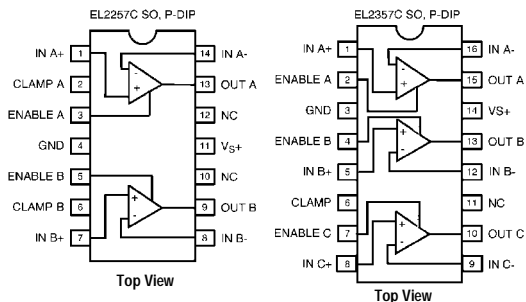 EL2257C SO, P-DIP
IN A+ 1 14 IN A-
CLAMP A 2 13 OUT A
ENABLE A 3 12 NC
GND 4 11 VS+
ENABLE B 5 10 NC
CLAMP B 6 9 OUT B
IN B+ 7 8 IN B-
- +
+ -
Top View
EL2357C SO, P-DIP
IN A+ 1 16 IN A-
ENABLE A 2 15 OUT A
GND 3 14 VS+
ENABLE B 4 13 OUT B
IN B+ 5 12 IN B-
CLAMP 6 11 NC
ENABLE C 7 10 OUT C
IN C+ 8 9 IN C-
- +
+ -
+ -
Top View